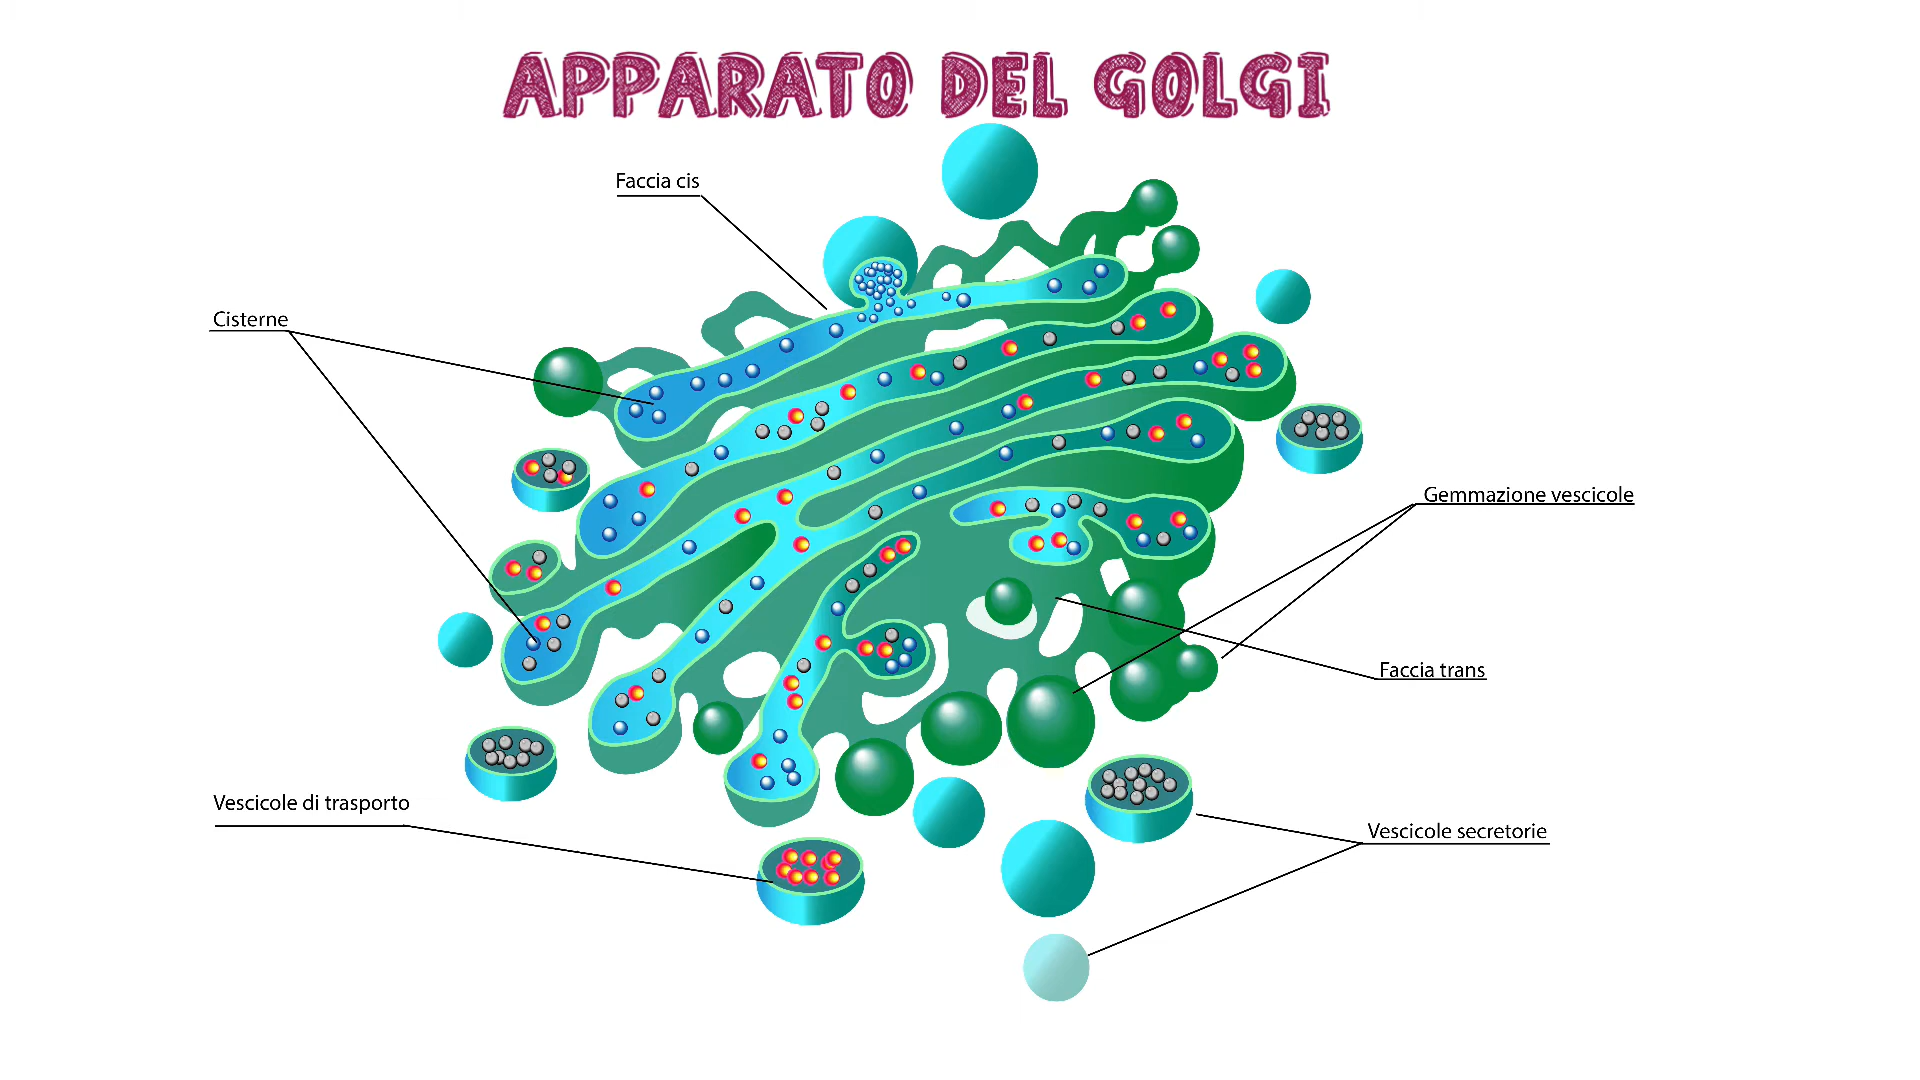 APPARATO DEL GOLGI
Faccia cis
Cisterne
Gemmazione vescicole
Faccia trans
Vescicole di trasporto
Vescicole secretorie